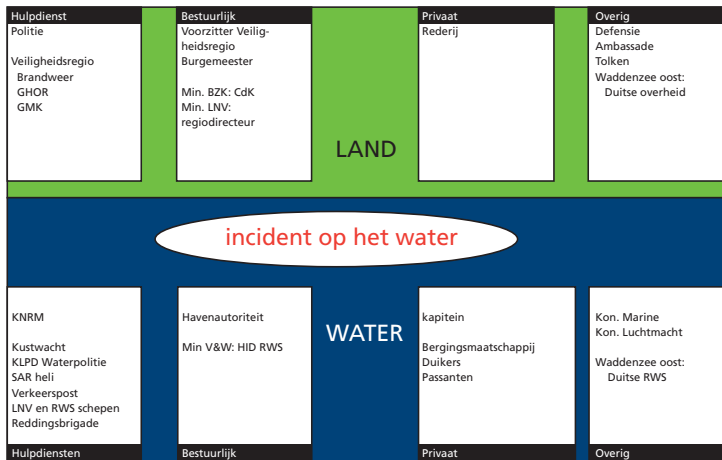 Hulpdienst
Politie
Veiligheidsregio
Brandweer
GHOR
GMK
Bestuurlijk
Voorzitter Veilig-
heidsregio
Burgemeester
Min. BZK: CdK
Min. LNV:
regiodirecteur
Privaat
Rederij
Overig
Defensie
Ambassade
Tolken
Waddenzee oost:
Duitse overheid
LAND
incident op het water
WATER
KNRM
Kustwacht
KLPD Waterpolitie
SAR heli
Verkeerspost
LNV en RWS schepen
Reddingsbrigade
Hulpdiensten
Havenautoriteit
Min V&W: HID RWS
Bestuurlijk
kapitein
Bergingsmaatschappij
Duikers
Passanten
Privaat
Kon. Marine
Kon. Luchtmacht
Waddenzee oost:
Duitse RWS
Overig